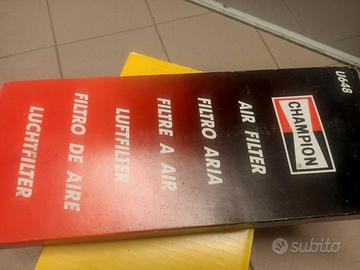 U648
CHAMPION
®
AIR FILTER
FILTRO ARIA
FILTRE A AIR
LUFTFILTER
FILTRO DE AIRE
LUCHTFILTER
subito